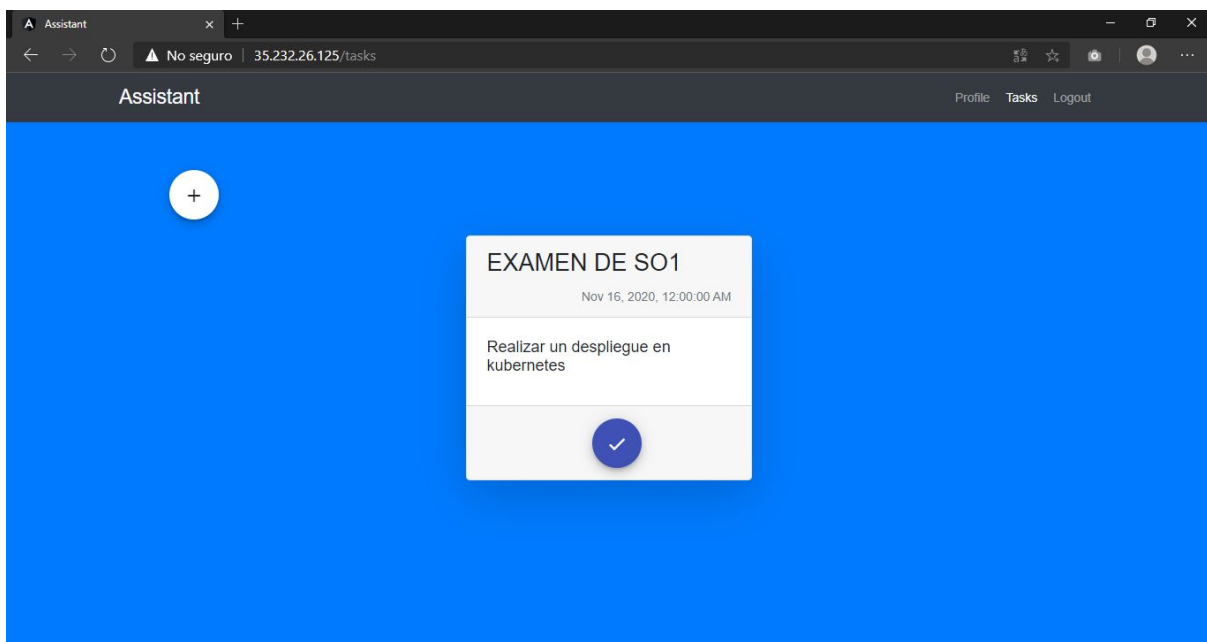 Assistant
No seguro | 35.232.26.125/tasks
Assistant
Profile Tasks Logout
EXAMEN DE SO1
Nov 16, 2020, 12:00:00 AM
Realizar un despliegue en
kubernetes